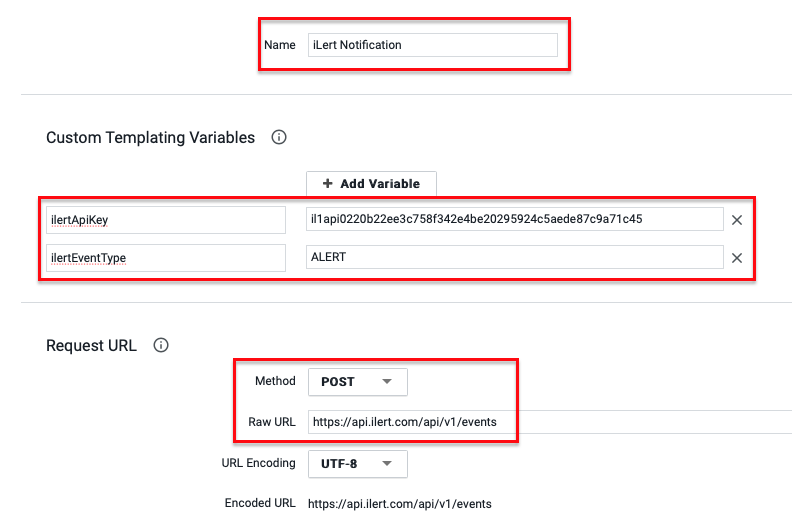 Name iLert Notification
Custom Templating Variables
+ Add Variable
ilertApiKey il1api0220b22ee3c758f342e4be20295924c5aede87c9a71c45
ilertEventType ALERT
Request URL
Method POST
Raw URL https://api.ilert.com/api/v1/events
URL Encoding UTF-8
Encoded URL https://api.ilert.com/api/v1/events